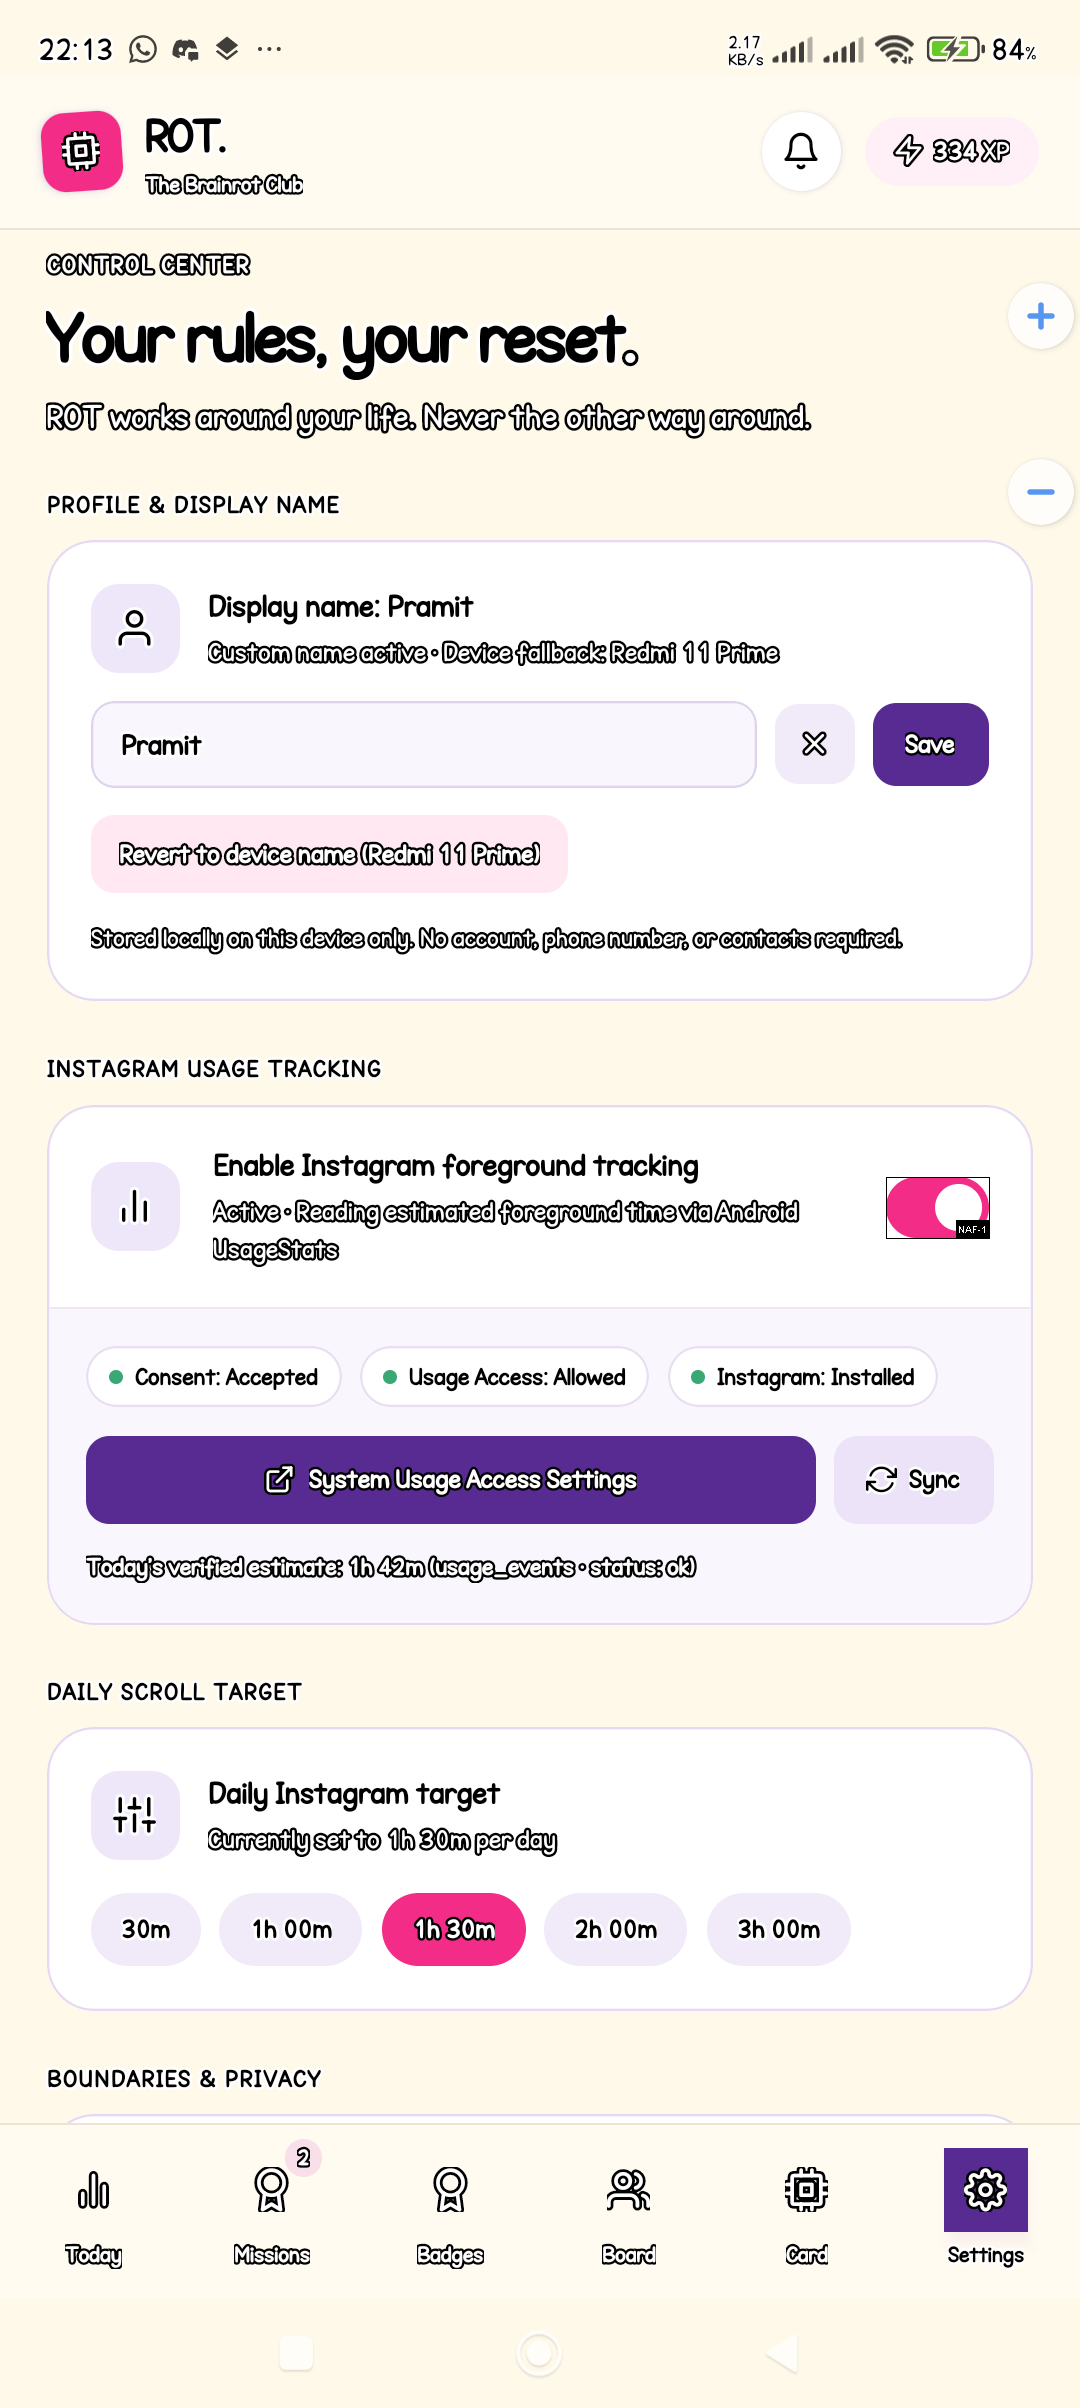 22:13
2.17
KB/s
84%
ROT.
The Brainrot Club
334 XP
CONTROL CENTER
Your rules, your reset.
ROT works around your life. Never the other way around.
PROFILE & DISPLAY NAME
Display name: Pramit
Custom name active • Device fallback: Redmi 11 Prime
Pramit
Save
Revert to device name (Redmi 11 Prime)
Stored locally on this device only. No account, phone number, or contacts required.
INSTAGRAM USAGE TRACKING
Enable Instagram foreground tracking
Active • Reading estimated foreground time via Android
UsageStats
NAF-1
Consent: Accepted
Usage Access: Allowed
Instagram: Installed
System Usage Access Settings
Sync
Today's verified estimate: 1h 42m (usage_events • status: ok)
DAILY SCROLL TARGET
Daily Instagram target
Currently set to 1h 30m per day
30m
1h 00m
1h 30m
2h 00m
3h 00m
BOUNDARIES & PRIVACY
2
Today
Missions
Badges
Board
Card
Settings